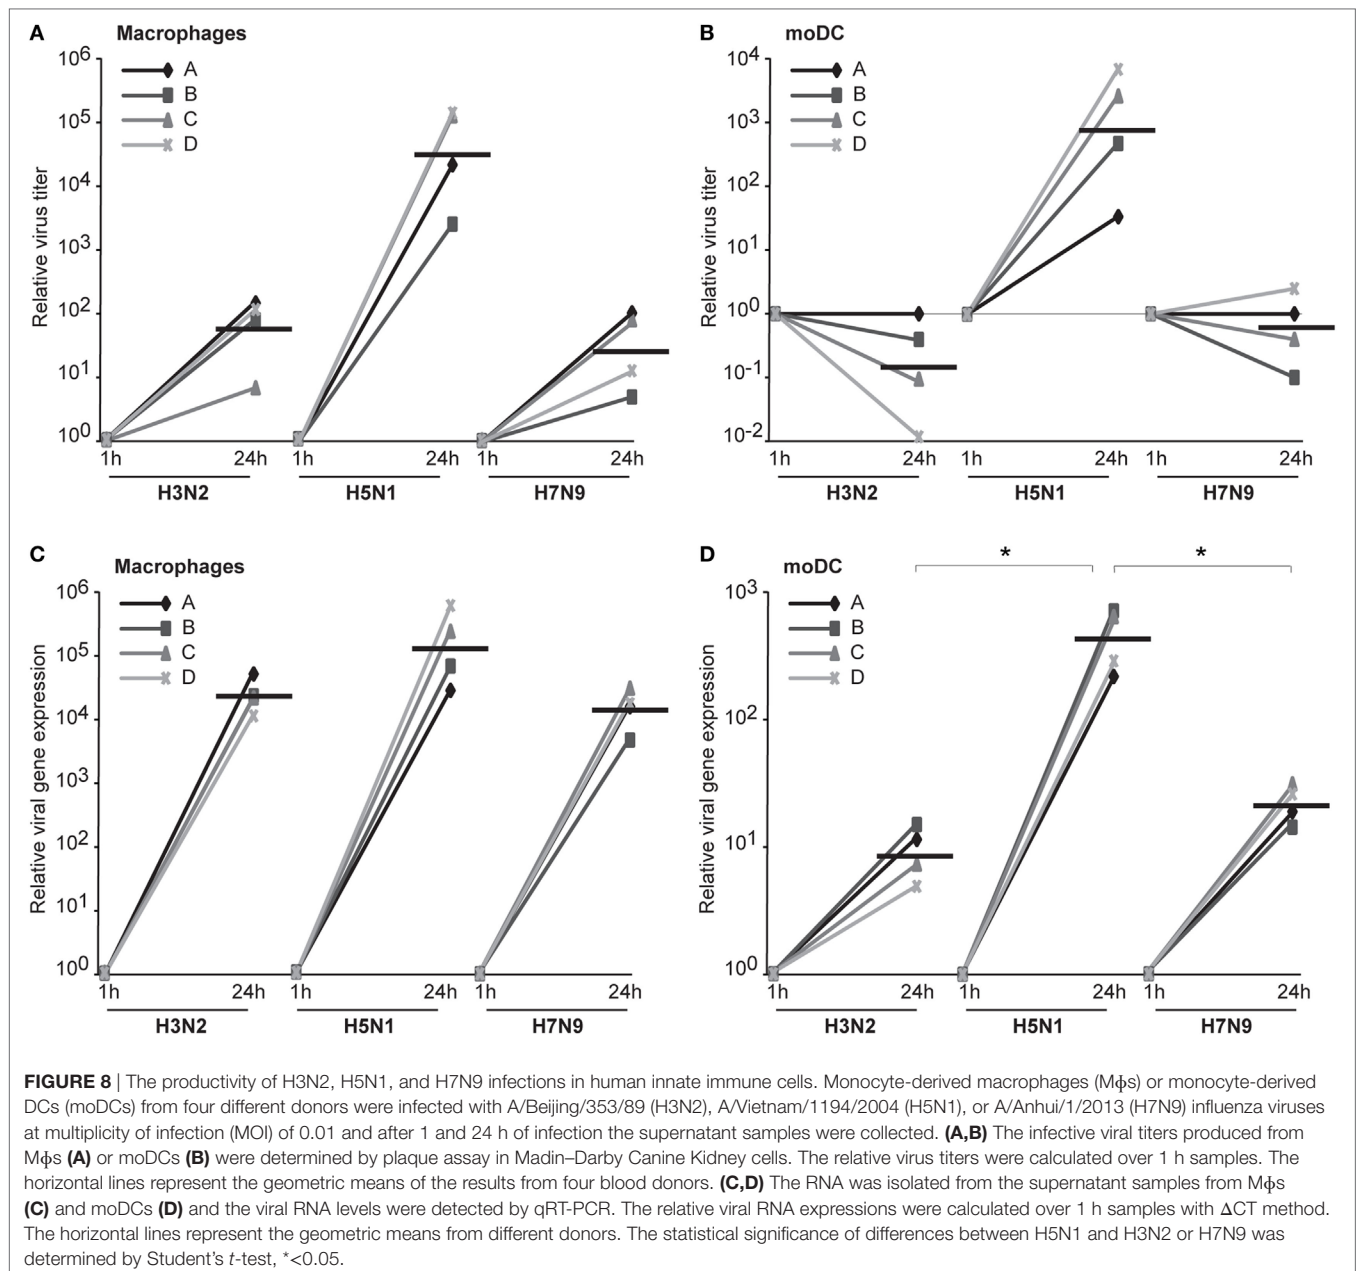 A
Macrophages
A
B
C
D
Relative virus titer
10^6
10^5
10^4
10^3
10^2
10^1
10^0
1h 24h 1h 24h 1h 24h
H3N2 H5N1 H7N9
B
moDC
A
B
C
D
Relative virus titer
10^4
10^3
10^2
10^1
10^0
10^-1
10^-2
1h 24h 1h 24h 1h 24h
H3N2 H5N1 H7N9
C
Macrophages
A
B
C
D
Relative viral gene expression
10^6
10^5
10^4
10^3
10^2
10^1
10^0
1h 24h 1h 24h 1h 24h
H3N2 H5N1 H7N9
D
* *
moDC
A
B
C
D
Relative viral gene expression
10^3
10^2
10^1
10^0
1h 24h 1h 24h 1h 24h
H3N2 H5N1 H7N9
FIGURE 8 | The productivity of H3N2, H5N1, and H7N9 infections in human innate immune cells. Monocyte-derived macrophages (Mϕs) or monocyte-derived
DCs (moDCs) from four different donors were infected with A/Beijing/353/89 (H3N2), A/Vietnam/1194/2004 (H5N1), or A/Anhui/1/2013 (H7N9) influenza viruses
at multiplicity of infection (MOI) of 0.01 and after 1 and 24 h of infection the supernatant samples were collected. (A,B) The infective viral titers produced from
Mϕs (A) or moDCs (B) were determined by plaque assay in Madin–Darby Canine Kidney cells. The relative virus titers were calculated over 1 h samples. The
horizontal lines represent the geometric means of the results from four blood donors. (C,D) The RNA was isolated from the supernatant samples from Mϕs
(C) and moDCs (D) and the viral RNA levels were detected by qRT-PCR. The relative viral RNA expressions were calculated over 1 h samples with ΔCT method.
The horizontal lines represent the geometric means from different donors. The statistical significance of differences between H5N1 and H3N2 or H7N9 was
determined by Student's t-test, *<0.05.